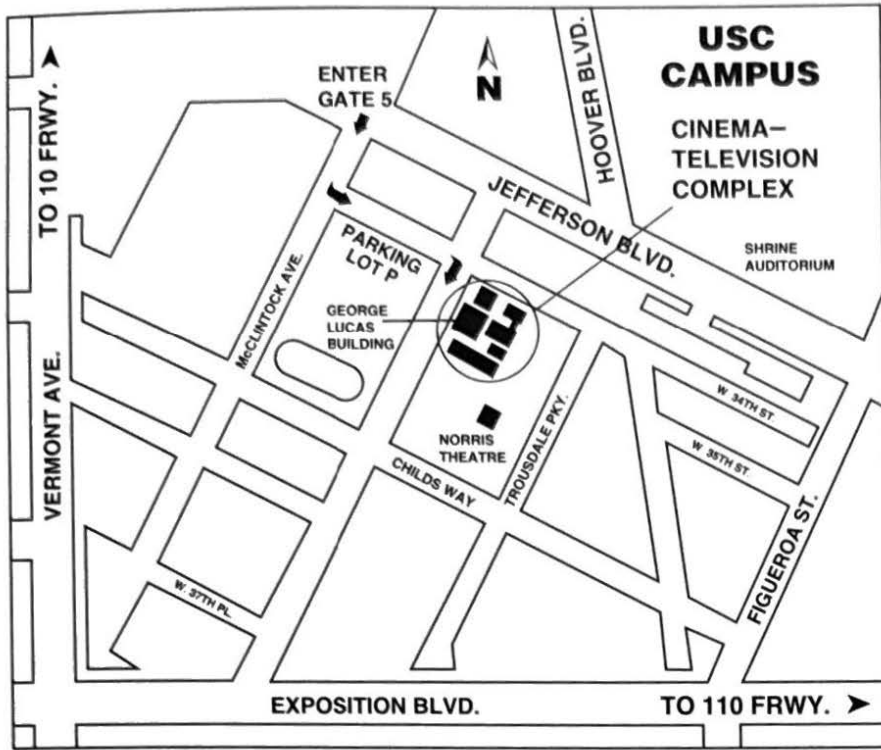 USC
CAMPUS
CINEMA–
TELEVISION
COMPLEX
ENTER
GATE 5
N
HOOVER BLVD.
TO 10 FRWY.
JEFFERSON BLVD.
SHRINE
AUDITORIUM
PARKING
LOT P
McCLINTOCK AVE.
GEORGE
LUCAS
BUILDING
VERMONT AVE.
W. 34TH ST.
W. 35TH ST.
NORRIS
THEATRE
TROUSDALE PKY.
CHILDS WAY
FIGUEROA ST.
W. 37TH PL.
EXPOSITION BLVD.
TO 110 FRWY.